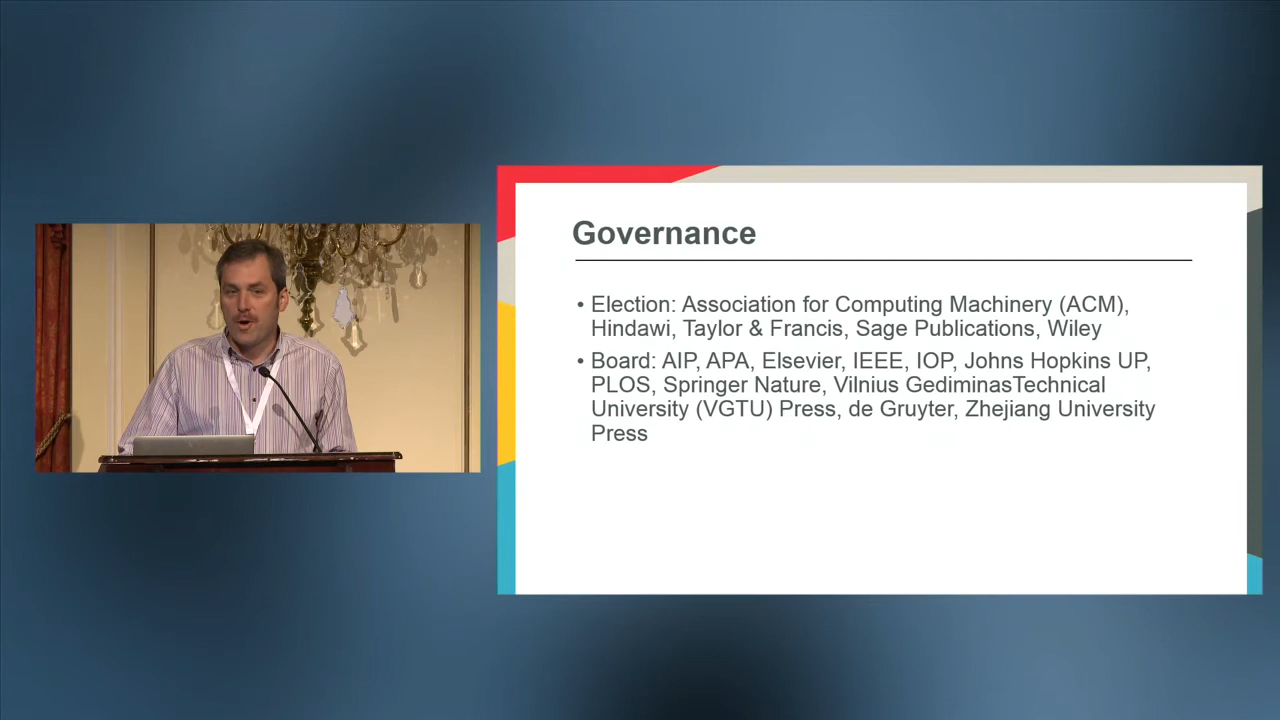 Governance
• Election: Association for Computing Machinery (ACM),
Hindawi, Taylor & Francis, Sage Publications, Wiley
• Board: AIP, APA, Elsevier, IEEE, IOP, Johns Hopkins UP,
PLOS, Springer Nature, Vilnius GediminasTechnical
University (VGTU) Press, de Gruyter, Zhejiang University
Press